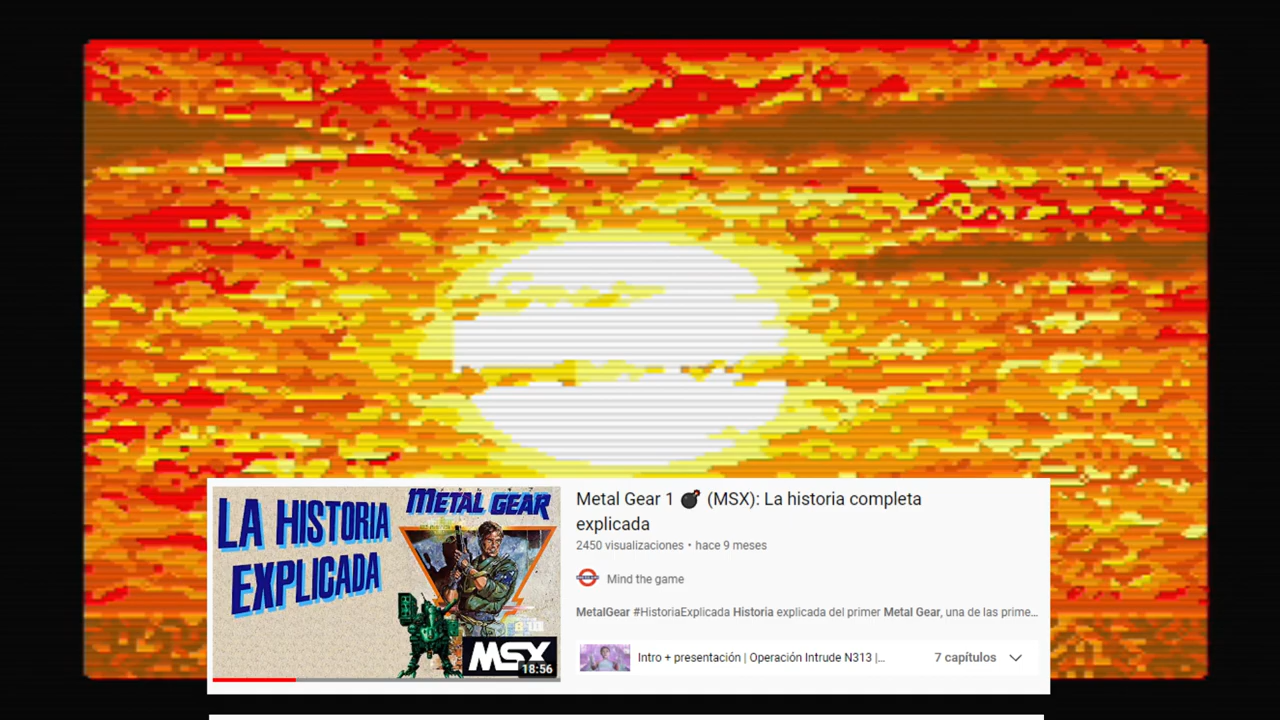 LA HISTORIA
EXPLICADA
METAL GEAR
MSX
18:56
Metal Gear 1 💣 (MSX): La historia completa
explicada
2450 visualizaciones • hace 9 meses
Mind the game
MetalGear #HistoriaExplicada Historia explicada del primer Metal Gear, una de las prime...
Intro + presentación | Operación Intrude N313 |...
7 capítulos